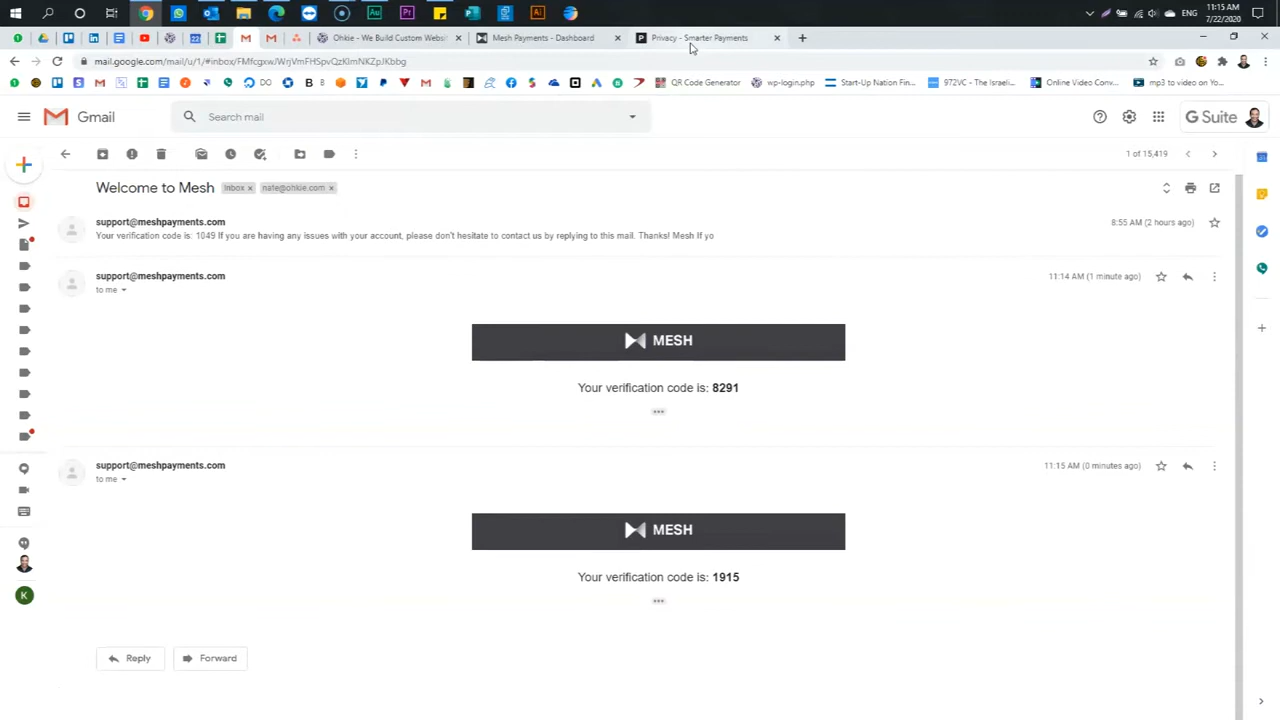 11:15 AM
ENG
7/22/2020
Ohkie - We Build Custom Websi
Mesh Payments - Dashboard
Privacy - Smarter Payments
mail.google.com/mail/u/1/#inbox/
DO
B
QR Code Generator
wp-login.php
Start-Up Nation Fin...
972VC - The Israeli...
Online Video Conv...
mp3 to video on Yo...
Gmail
Search mail
G Suite
1 of 15,419
Welcome to Mesh
Inbox
nate@ohkie.com
support@meshpayments.com
8:55 AM (2 hours ago)
Your verification code is: 1049 If you are having any issues with your account, please don't hesitate to contact us by replying to this mail. Thanks! Mesh If yo
support@meshpayments.com
11:14 AM (1 minute ago)
to me
MESH
Your verification code is: 8291
support@meshpayments.com
11:15 AM (0 minutes ago)
to me
MESH
Your verification code is: 1915
Reply
Forward
K